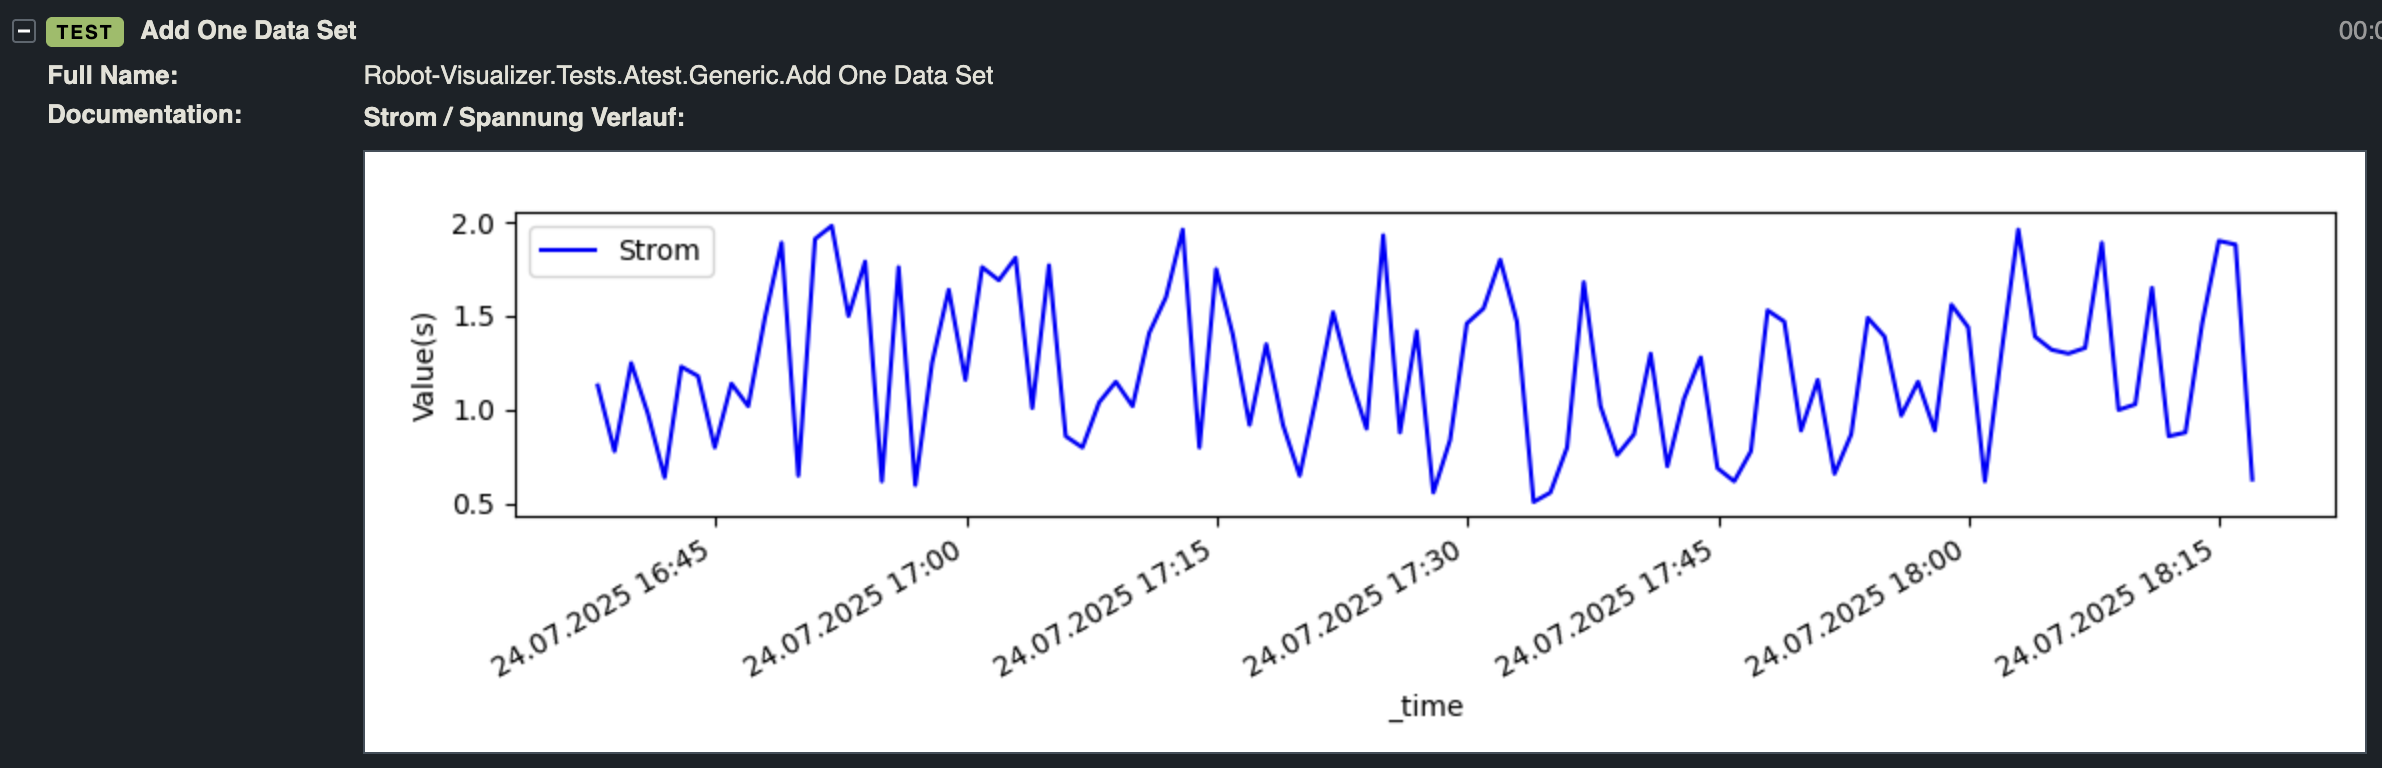 TEST Add One Data Set 00:0
Full Name: Robot-Visualizer.Tests.Atest.Generic.Add One Data Set
Documentation: Strom / Spannung Verlauf:
Strom
2.0
1.5
1.0
0.5
Value(s)
24.07.2025 16:45
24.07.2025 17:00
24.07.2025 17:15
24.07.2025 17:30
24.07.2025 17:45
24.07.2025 18:00
24.07.2025 18:15
_time